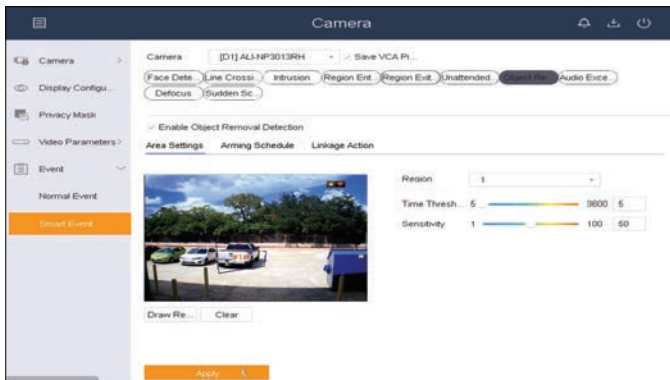 Camera
Camera [D1] ALI-NP3013RH Save VCA Pi...
Camera
Face Dete... Line Crossi... Intrusion Region Ent... Region Exit... Unattended... Object Re... Audio Exce...
Display Configu...
Defocus Sudden Sc...
Privacy Mask
Enable Object Removal Detection
Video Parameters
Area Settings Arming Schedule Linkage Action
Event
Region 1
Normal Event
Time Thresh... 5 3600 5
Smart Event
Sensitivity 1 100 50
Draw Re... Clear
Apply